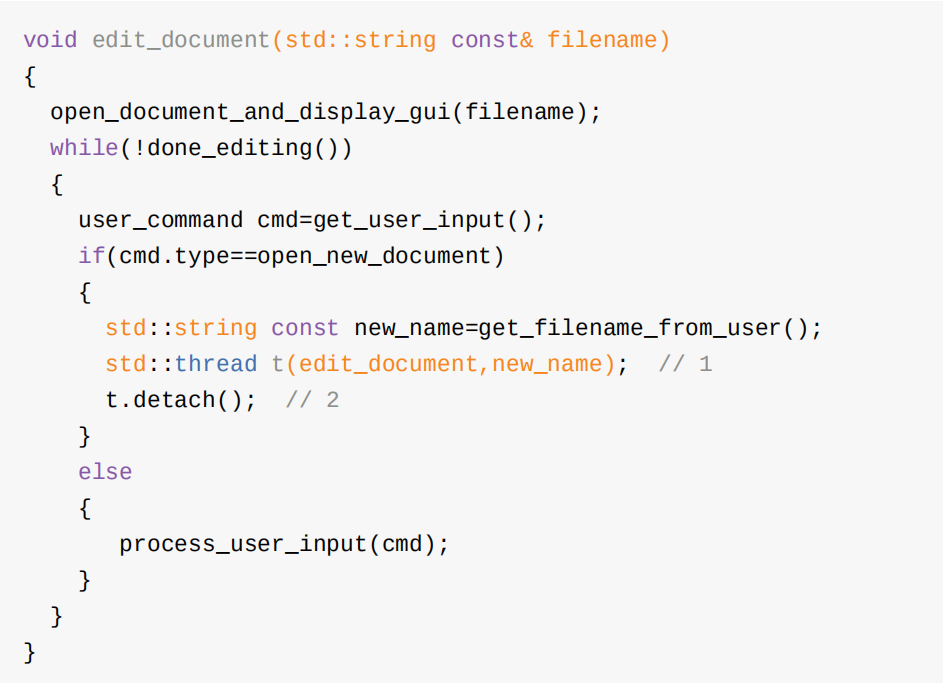 void edit_document(std::string const& filename)
{
  open_document_and_display_gui(filename);
  while(!done_editing())
  {
    user_command cmd=get_user_input();
    if(cmd.type==open_new_document)
    {
      std::string const new_name=get_filename_from_user();
      std::thread t(edit_document,new_name);  // 1
      t.detach();  // 2
    }
    else
    {
       process_user_input(cmd);
    }
  }
}